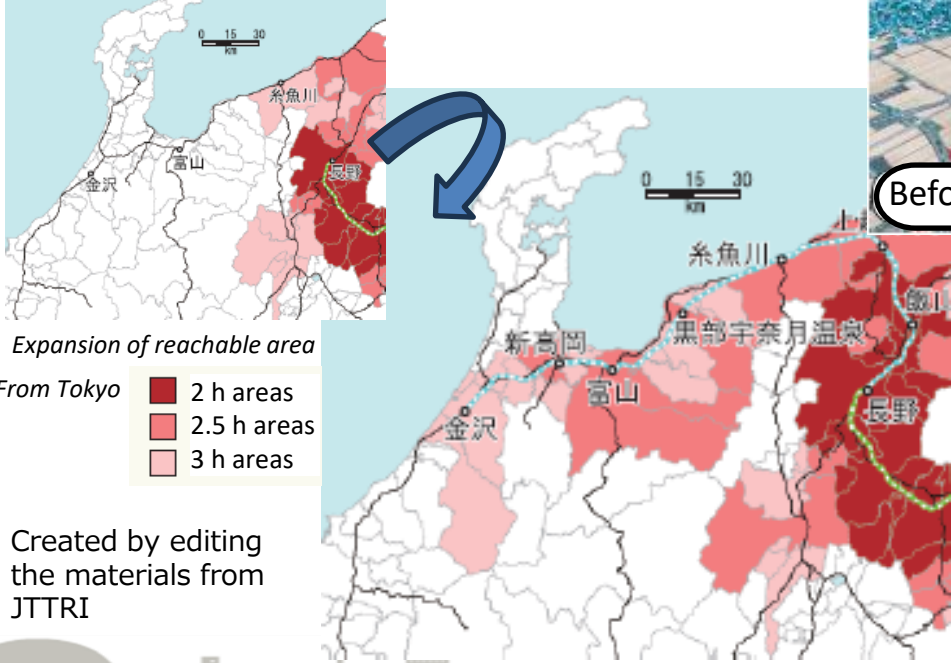 0 15 30
km
糸魚川
富山
長野
金沢
Expansion of reachable area
From Tokyo
2 h areas
2.5 h areas
3 h areas
Created by editing
the materials from
JTTRI
0 15 30
km
糸魚川
飯山
新高岡
黒部宇奈月温泉
富山
長野
金沢
Befo